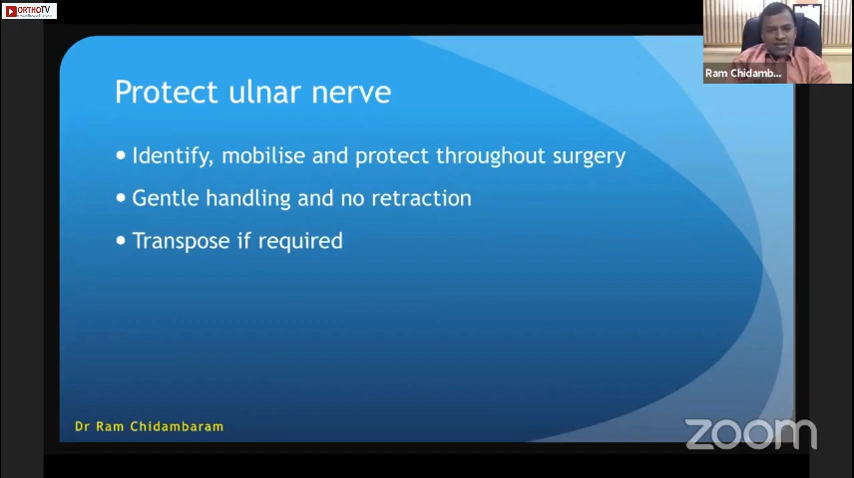 ORTHOTV
Ram Chidamb...
Protect ulnar nerve
• Identify, mobilise and protect throughout surgery
• Gentle handling and no retraction
• Transpose if required
Dr Ram Chidambaram
zoom